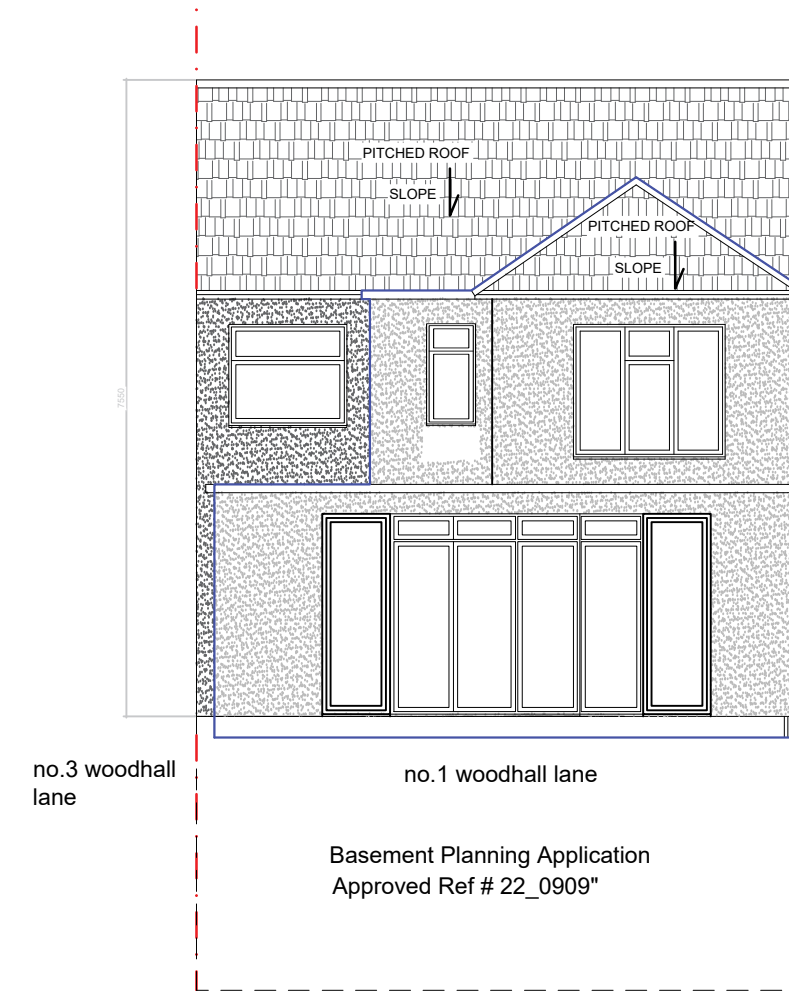 PITCHED ROOF
SLOPE
PITCHED ROOF
SLOPE
7550
no.3 woodhall
lane
no.1 woodhall lane
Basement Planning Application
Approved Ref # 22_0909"